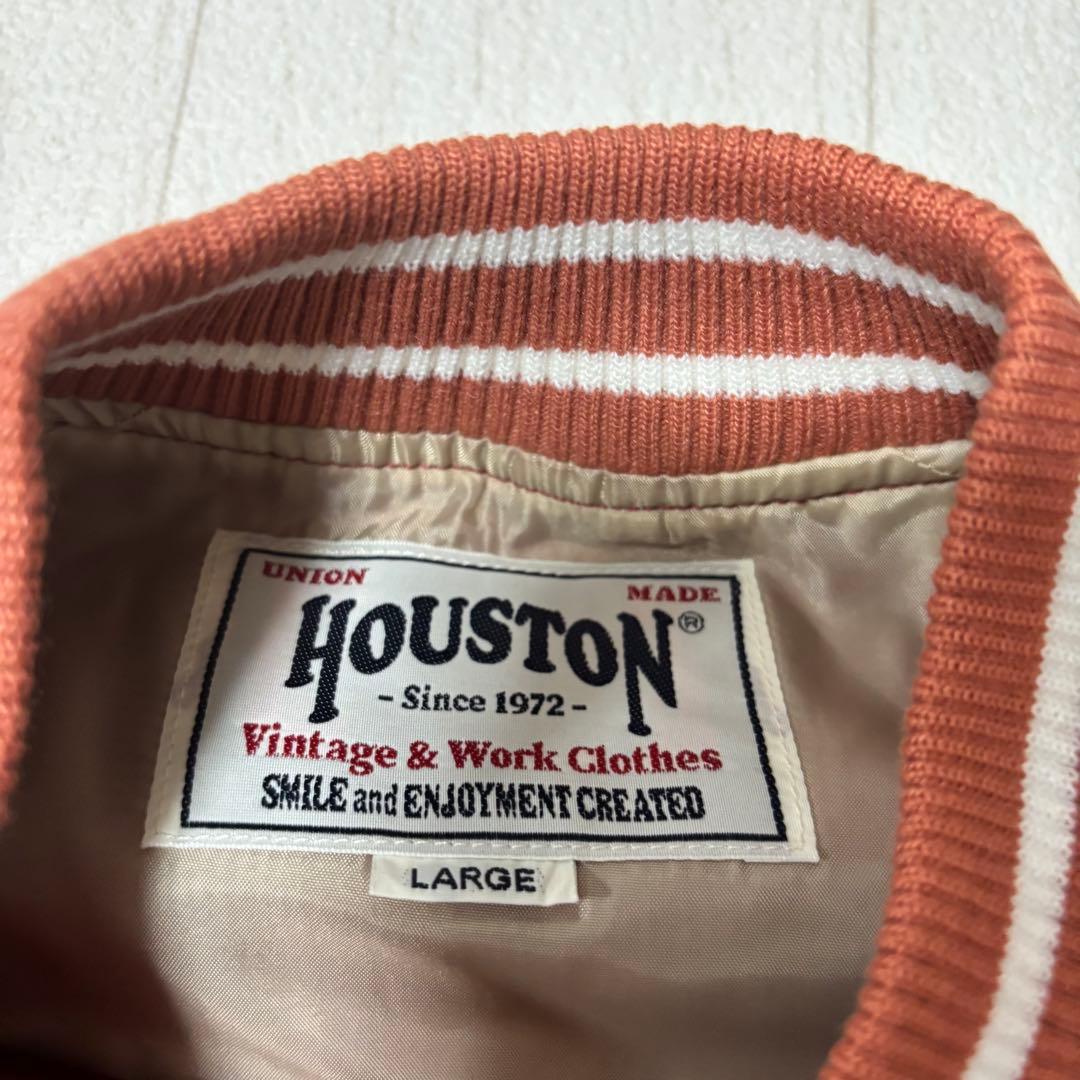 UNION MADE
HOUSTON®
- Since 1972 -
Vintage & Work Clothes
SMILE and ENJOYMENT CREATED
LARGE